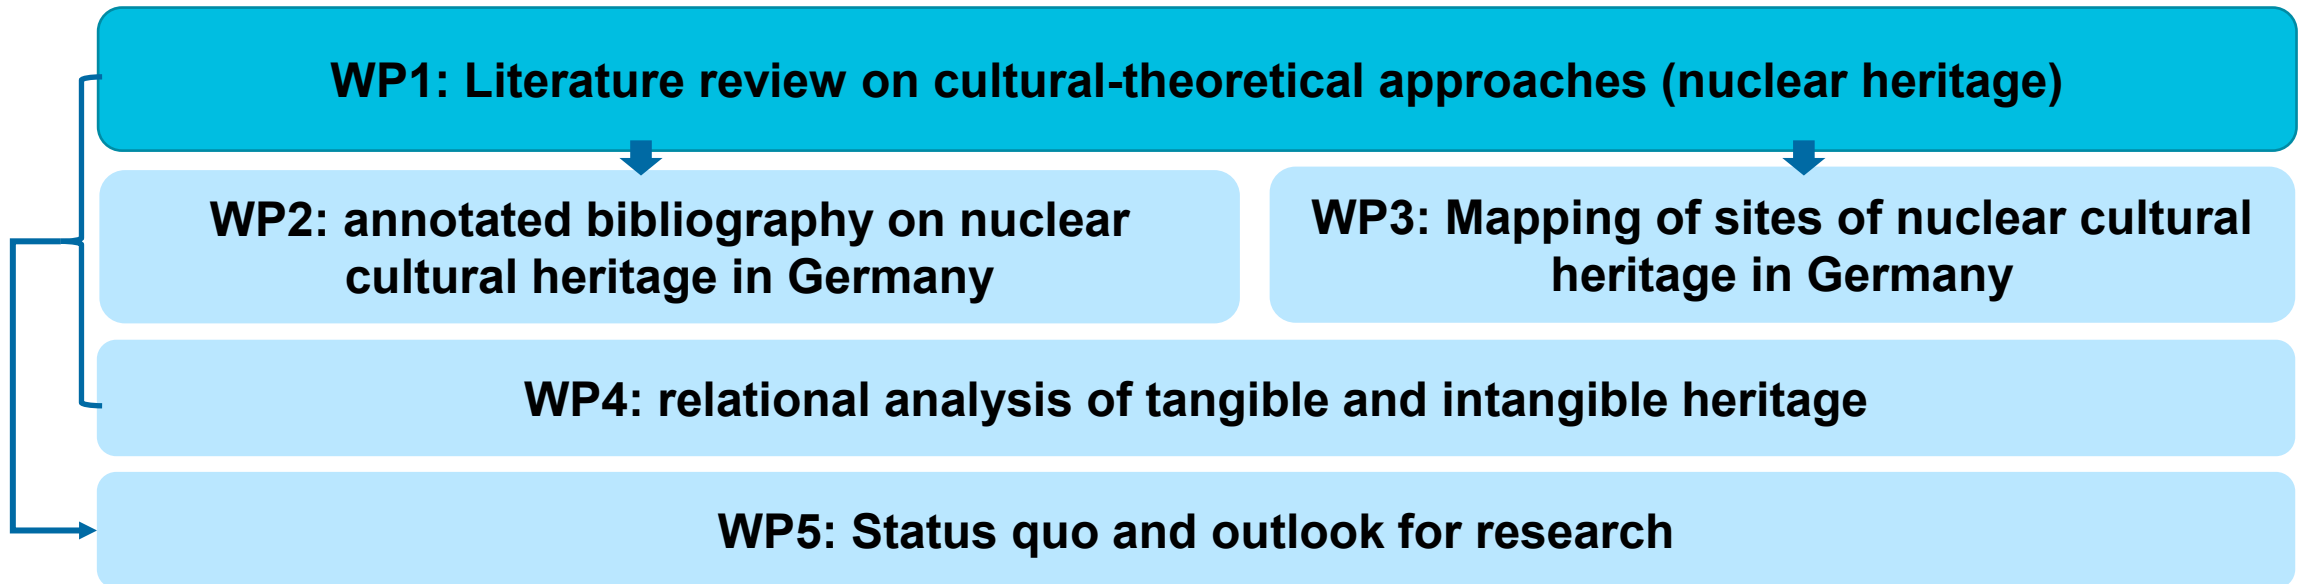 WP1: Literature review on cultural-theoretical approaches (nuclear heritage)
WP2: annotated bibliography on nuclear
cultural heritage in Germany
WP3: Mapping of sites of nuclear cultural
heritage in Germany
WP4: relational analysis of tangible and intangible heritage
WP5: Status quo and outlook for research